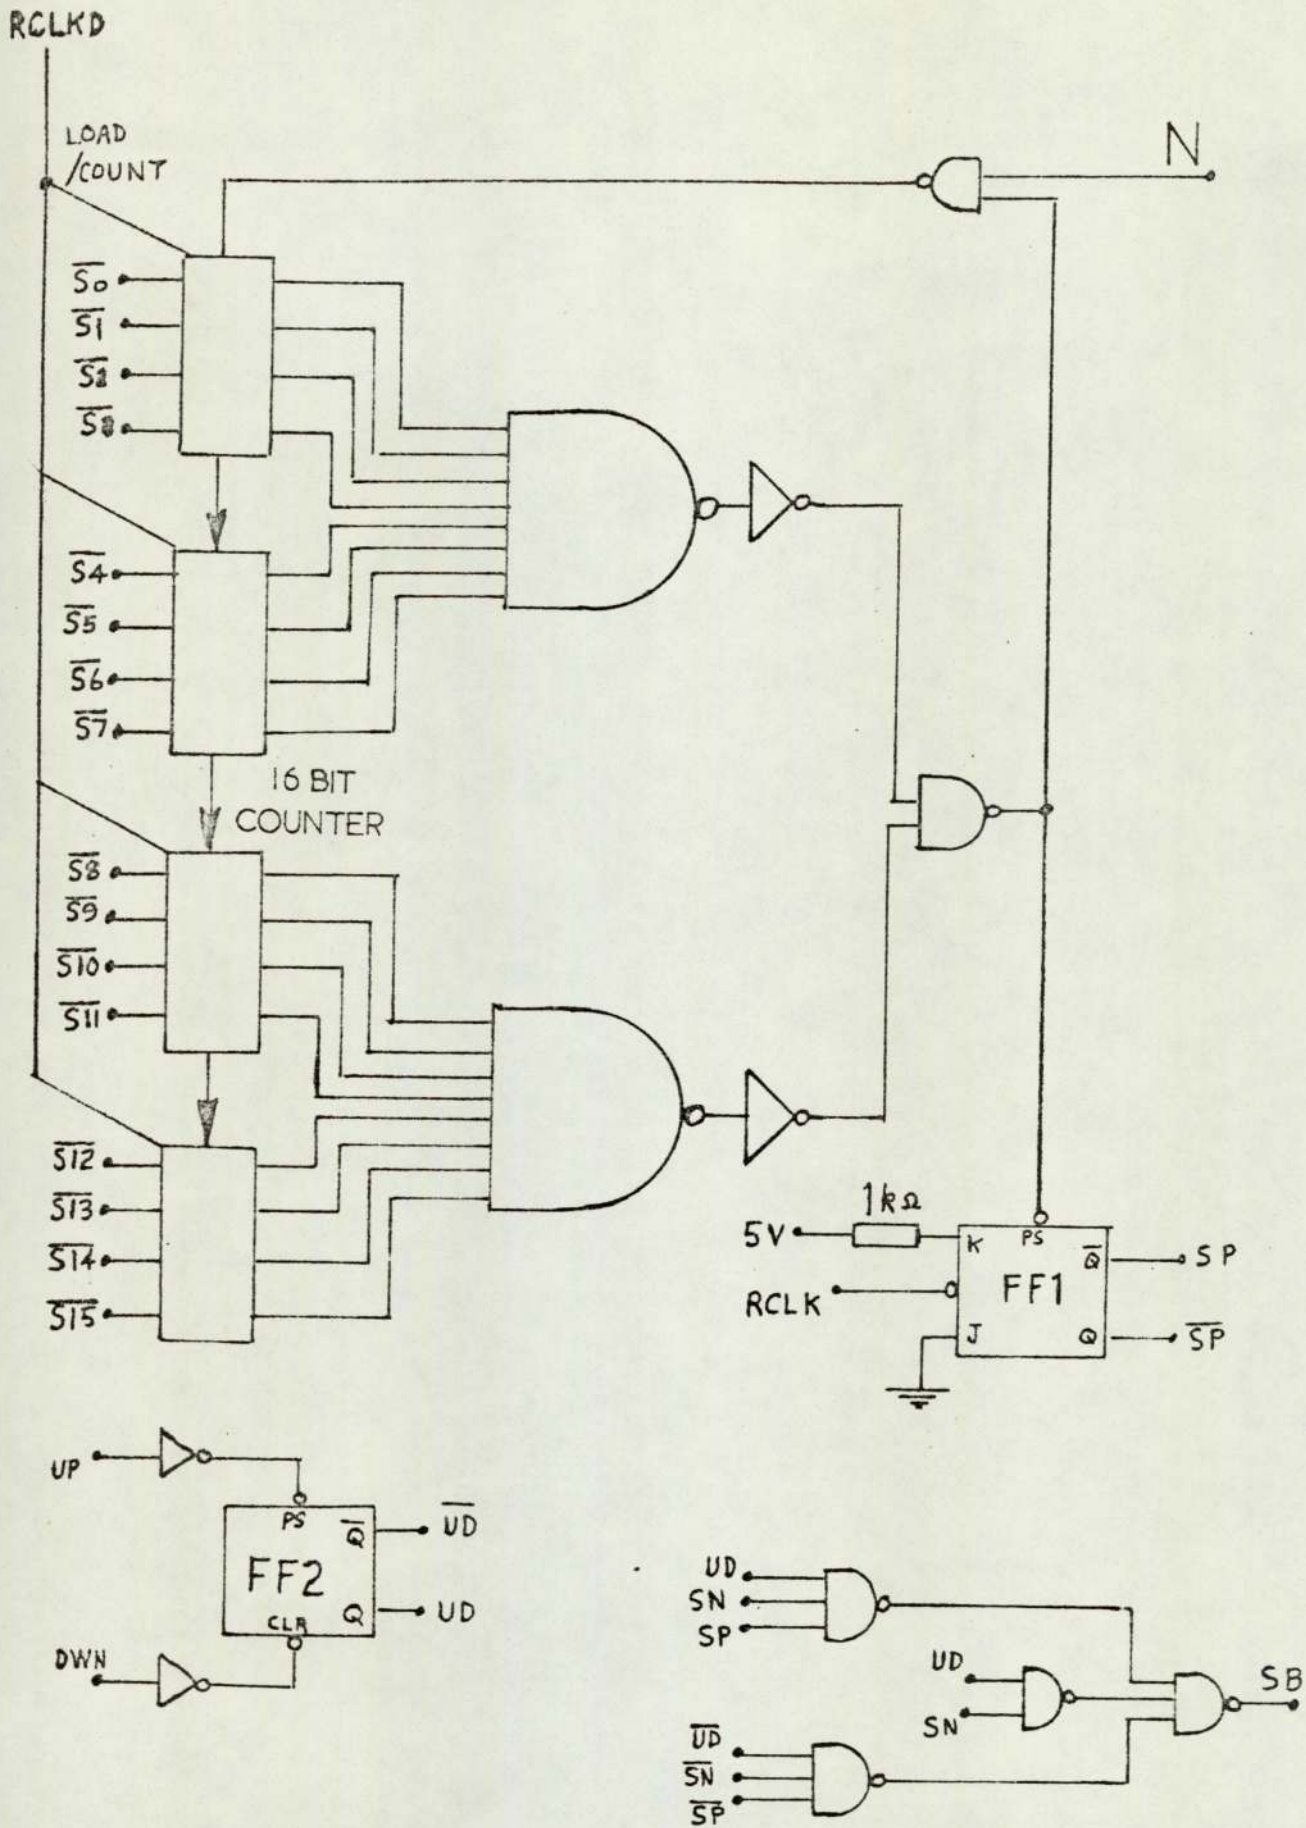 RCLKD
LOAD
/COUNT
N
S̅0̅
S̅1̅
S̅2̅
S̅4̅
S̅5̅
S̅6̅
S̅7̅
16 BIT
COUNTER
S̅8̅
S̅9̅
S̅1̅0̅
S̅1̅1̅
S̅1̅2̅
S̅1̅3̅
S̅1̅4̅
S̅1̅5̅
1kΩ
5V
K
PS
Q̅
SP
RCLK
FF1
J
Q
S̅P̅
UP
PS
Q̅
U̅D̅
FF2
CLR
Q
UD
DWN
UD
SN
SP
UD
SN
SB
U̅D̅
S̅N̅
S̅P̅